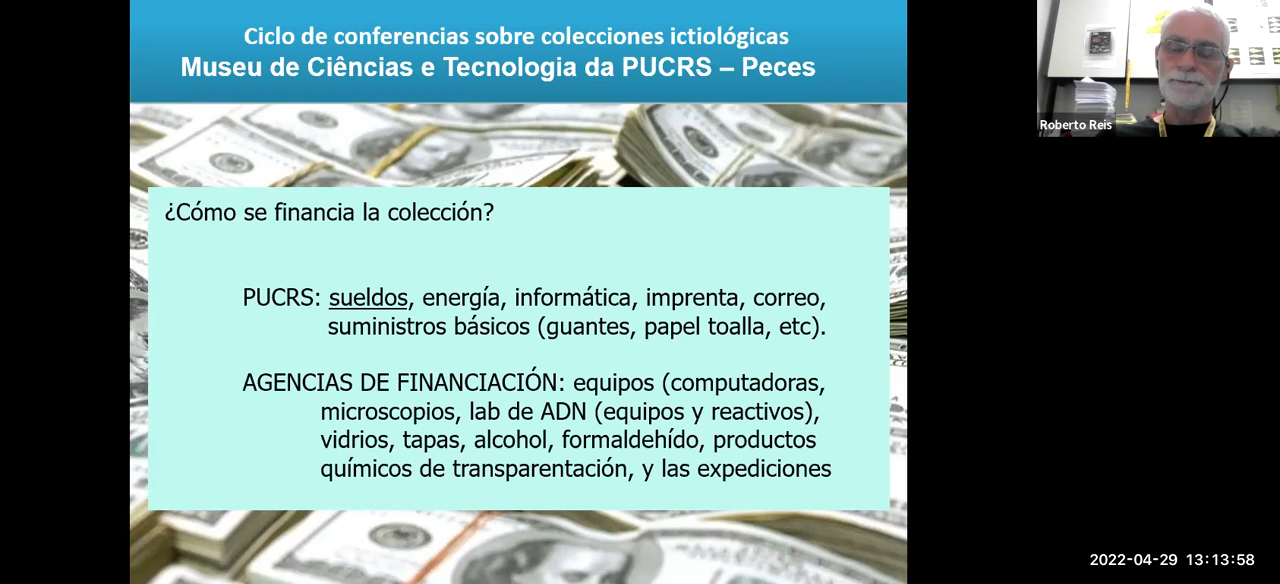 Ciclo de conferencias sobre colecciones ictiológicas
Museu de Ciências e Tecnologia da PUCRS – Peces
¿Cómo se financia la colección?
PUCRS: sueldos, energía, informática, imprenta, correo,
suministros básicos (guantes, papel toalla, etc).
AGENCIAS DE FINANCIACIÓN: equipos (computadoras,
microscopios, lab de ADN (equipos y reactivos),
vidrios, tapas, alcohol, formaldehído, productos
químicos de transparentación, y las expediciones
Roberto Reis
2022-04-29 13:13:58